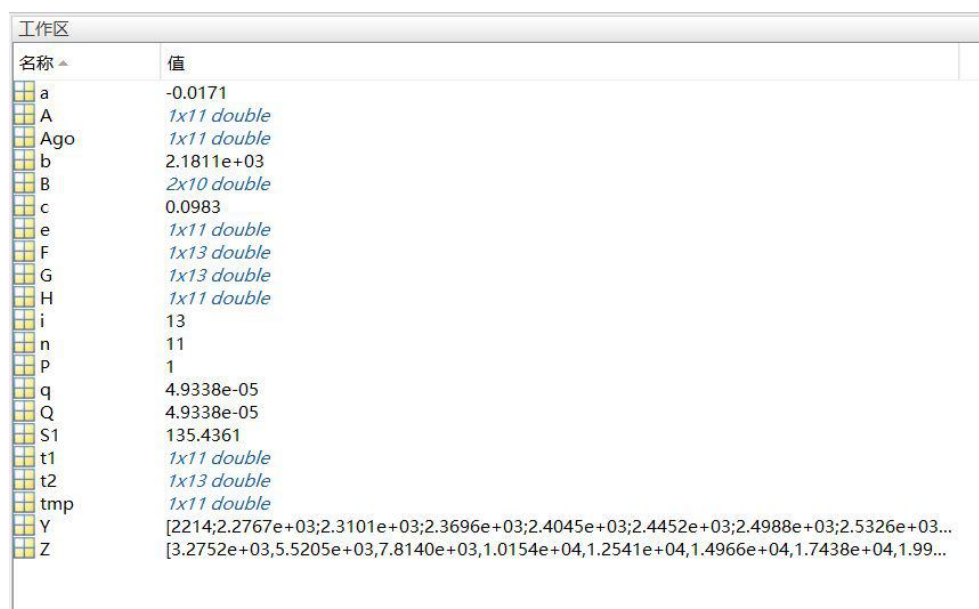 工作区
名称 值
a -0.0171
A 1x11 double
Ago 1x11 double
b 2.1811e+03
B 2x10 double
c 0.0983
e 1x11 double
F 1x13 double
G 1x13 double
H 1x11 double
i 13
n 11
P 1
q 4.9338e-05
Q 4.9338e-05
S1 135.4361
t1 1x11 double
t2 1x13 double
tmp 1x11 double
Y [2214;2.2767e+03;2.3101e+03;2.3696e+03;2.4045e+03;2.4452e+03;2.4988e+03;2.5326e+03...
Z [3.2752e+03,5.5205e+03,7.8140e+03,1.0154e+04,1.2541e+04,1.4966e+04,1.7438e+04,1.99...